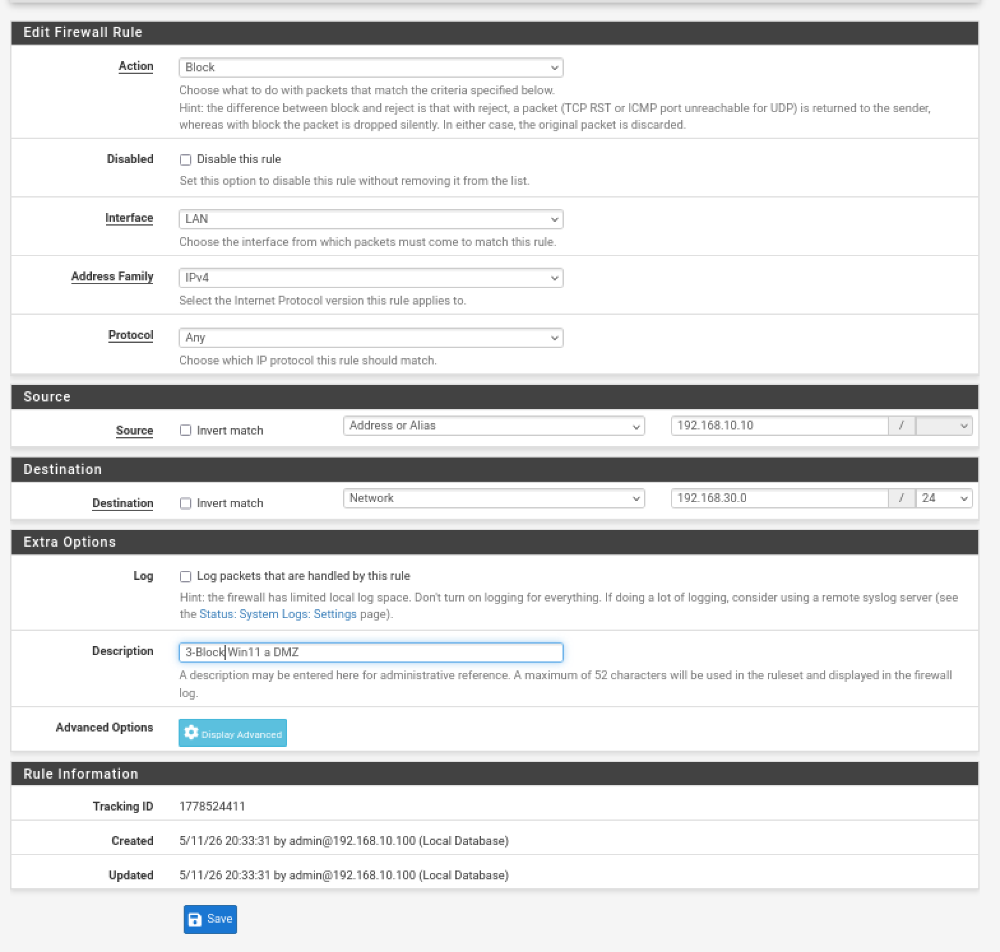 Edit Firewall Rule
Action
Block
Choose what to do with packets that match the criteria specified below.
Hint: the difference between block and reject is that with reject, a packet (TCP RST or ICMP port unreachable for UDP) is returned to the sender,
whereas with block the packet is dropped silently. In either case, the original packet is discarded.
Disabled
Disable this rule
Set this option to disable this rule without removing it from the list.
Interface
LAN
Choose the interface from which packets must come to match this rule.
Address Family
IPv4
Select the Internet Protocol version this rule applies to.
Protocol
Any
Choose which IP protocol this rule should match.
Source
Source
Invert match
Address or Alias
192.168.10.10
/
Destination
Destination
Invert match
Network
192.168.30.0
/
24
Extra Options
Log
Log packets that are handled by this rule
Hint: the firewall has limited local log space. Don't turn on logging for everything. If doing a lot of logging, consider using a remote syslog server (see
the Status: System Logs: Settings page).
Description
3-Block Win11 a DMZ
A description may be entered here for administrative reference. A maximum of 52 characters will be used in the ruleset and displayed in the firewall
log.
Advanced Options
Display Advanced
Rule Information
Tracking ID
1778524411
Created
5/11/26 20:33:31 by admin@192.168.10.100 (Local Database)
Updated
5/11/26 20:33:31 by admin@192.168.10.100 (Local Database)
Save